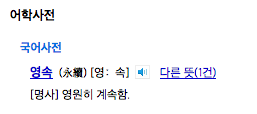 어학사전
국어사전
영속 (永續) [영ː속] 다른 뜻(1건)
[명사] 영원히 계속함.